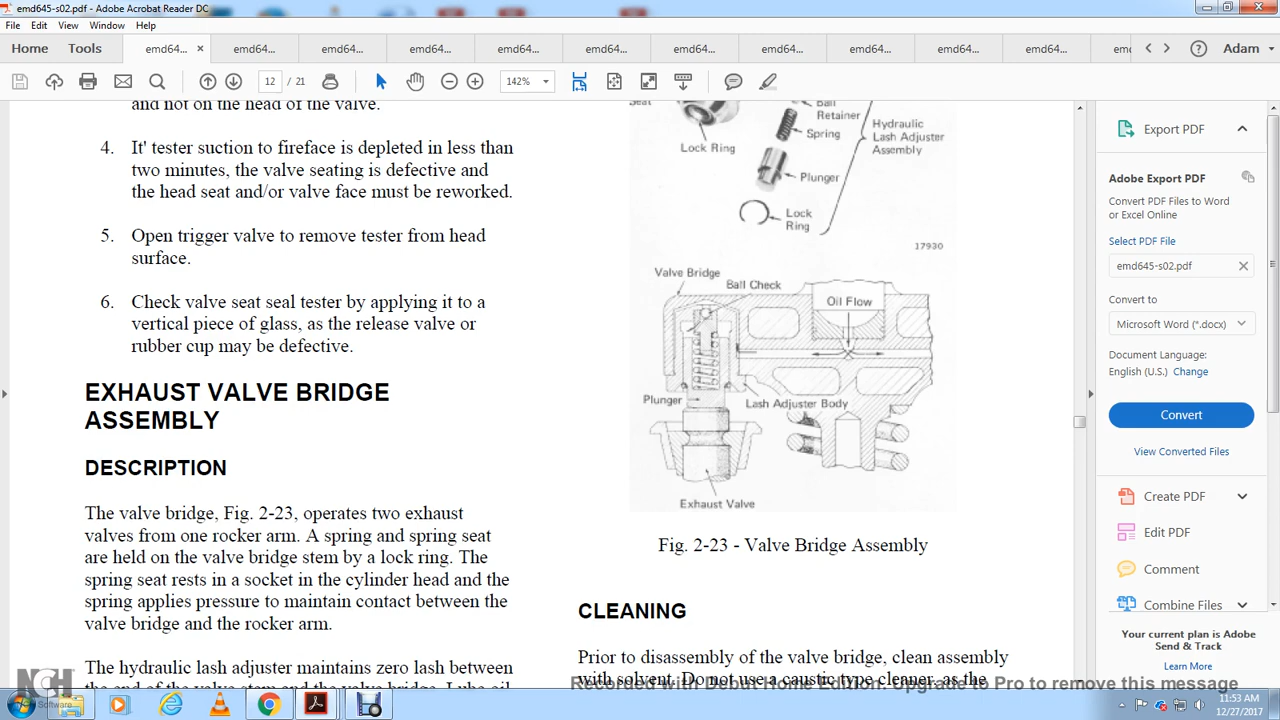 emd645-s02.pdf - Adobe Acrobat Reader DC
File Edit View Window Help
Home Tools emd64... × emd64... emd64... emd64... emd64... emd64... emd64... emd64... emd64... emd64... emd64... em Adam
12 / 21 142%
and not on the head of the valve.
4. It' tester suction to fireface is depleted in less than
two minutes, the valve seating is defective and
the head seat and/or valve face must be reworked.
5. Open trigger valve to remove tester from head
surface.
6. Check valve seat seal tester by applying it to a
vertical piece of glass, as the release valve or
rubber cup may be defective.
EXHAUST VALVE BRIDGE
ASSEMBLY
DESCRIPTION
The valve bridge, Fig. 2-23, operates two exhaust
valves from one rocker arm. A spring and spring seat
are held on the valve bridge stem by a lock ring. The
spring seat rests in a socket in the cylinder head and the
spring applies pressure to maintain contact between the
valve bridge and the rocker arm.
The hydraulic lash adjuster maintains zero lash between
the end of the valve stem and the valve bridge. Lube oil
Seat
Lock Ring
Ball
Retainer
Spring
Plunger
Lock
Ring
Hydraulic
Lash Adjuster
Assembly
17930
Valve Bridge
Ball Check
Oil Flow
Plunger
Lash Adjuster Body
Exhaust Valve
Fig. 2-23 - Valve Bridge Assembly
CLEANING
Prior to disassembly of the valve bridge, clean assembly
with solvent. Do not use a caustic type cleaner, as the
Export PDF
Adobe Export PDF
Convert PDF Files to Word
or Excel Online
Select PDF File
emd645-s02.pdf
Convert to
Microsoft Word (*.docx)
Document Language:
English (U.S.) Change
Convert
View Converted Files
Create PDF
Edit PDF
Comment
Combine Files
Your current plan is Adobe
Send & Track
Learn More
NCH
Software
Recorded with Debut Home Edition. Upgrade to Pro to remove this message
11:53 AM
12/27/2017